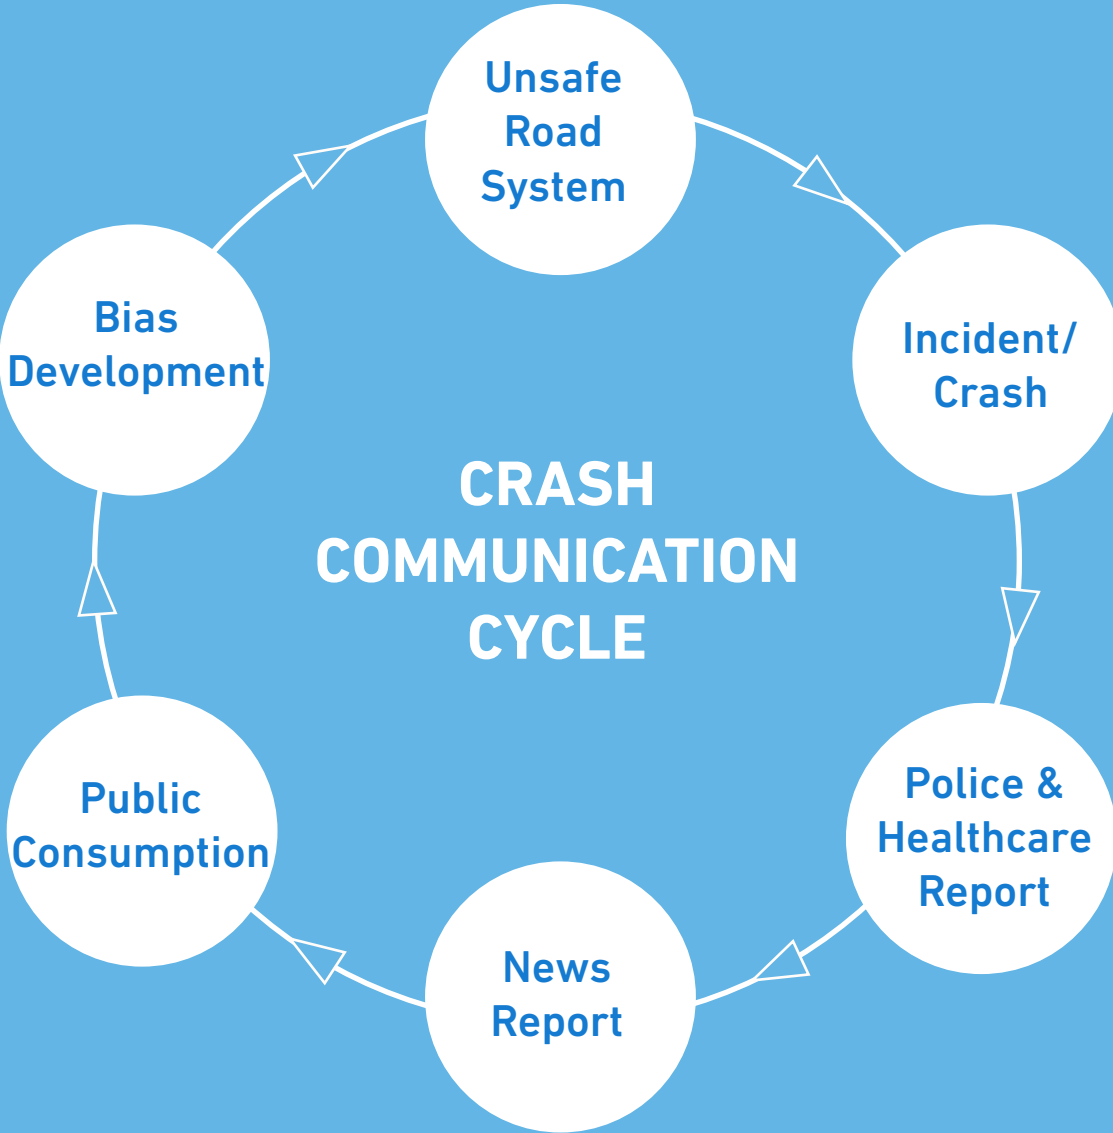 Unsafe
Road
System
Incident/
Crash
Police &
Healthcare
Report
News
Report
Public
Consumption
Bias
Development
CRASH
COMMUNICATION
CYCLE